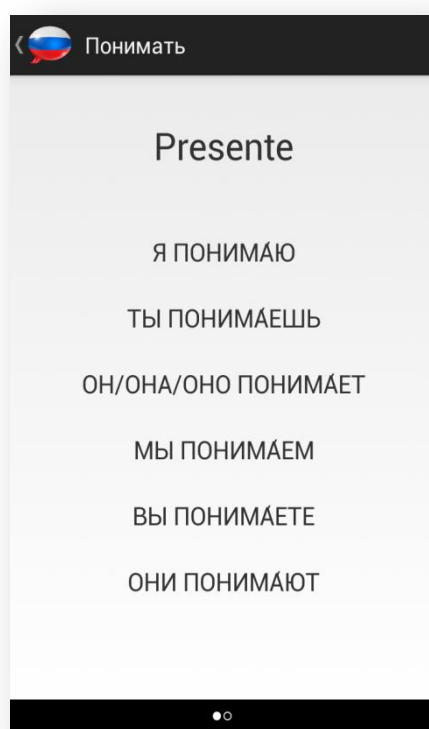 Понимать
Presente
Я ПОНИМА́Ю
ТЫ ПОНИМА́ЕШЬ
ОН/ОНА/ОНО ПОНИМА́ЕТ
МЫ ПОНИМА́ЕМ
ВЫ ПОНИМА́ЕТЕ
ОНИ ПОНИМА́ЮТ